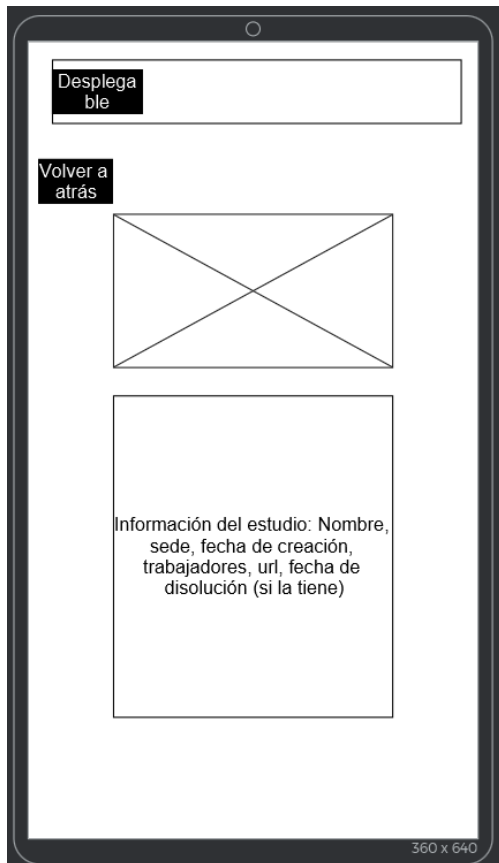 Desplega
ble
Volver a
atrás
Información del estudio: Nombre,
sede, fecha de creación,
trabajadores, url, fecha de
disolución (si la tiene)
360 x 640